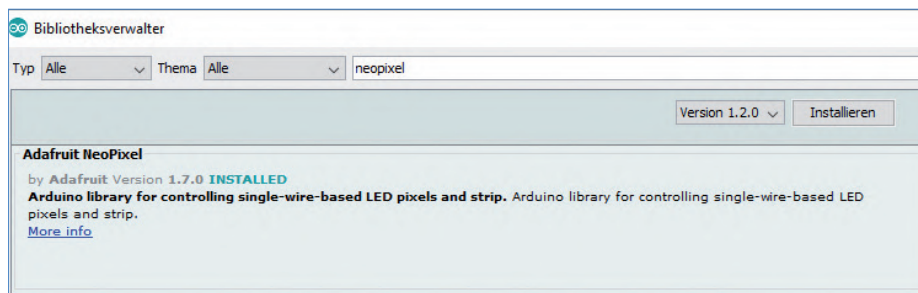 Bibliotheksverwalter
Typ Alle Thema Alle neopixel
Version 1.2.0 Installieren
Adafruit NeoPixel
by Adafruit Version 1.7.0 INSTALLED
Arduino library for controlling single-wire-based LED pixels and strip. Arduino library for controlling single-wire-based LED
pixels and strip.
More info